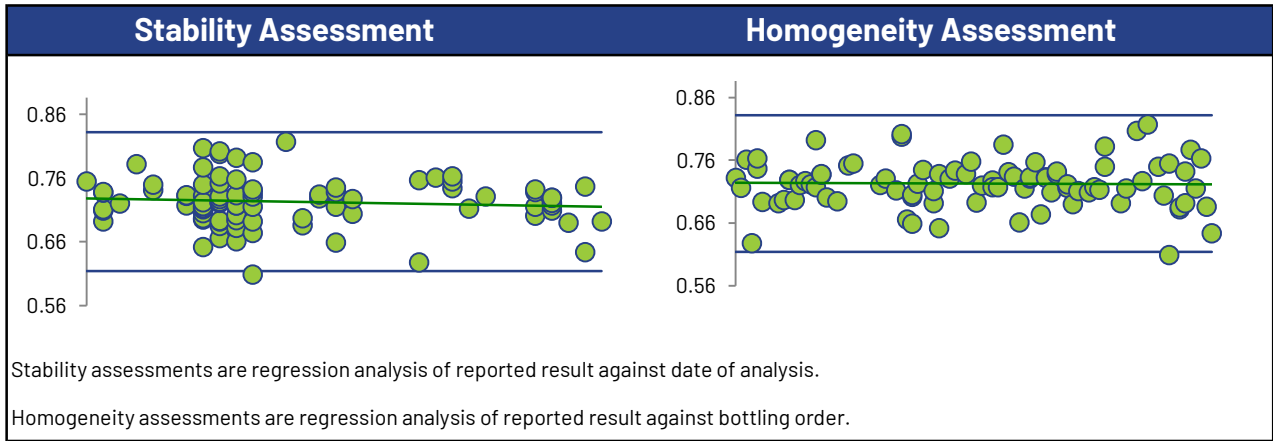 Stability Assessment
Homogeneity Assessment
0.86
0.76
0.66
0.56
0.86
0.76
0.66
0.56
Stability assessments are regression analysis of reported result against date of analysis.
Homogeneity assessments are regression analysis of reported result against bottling order.